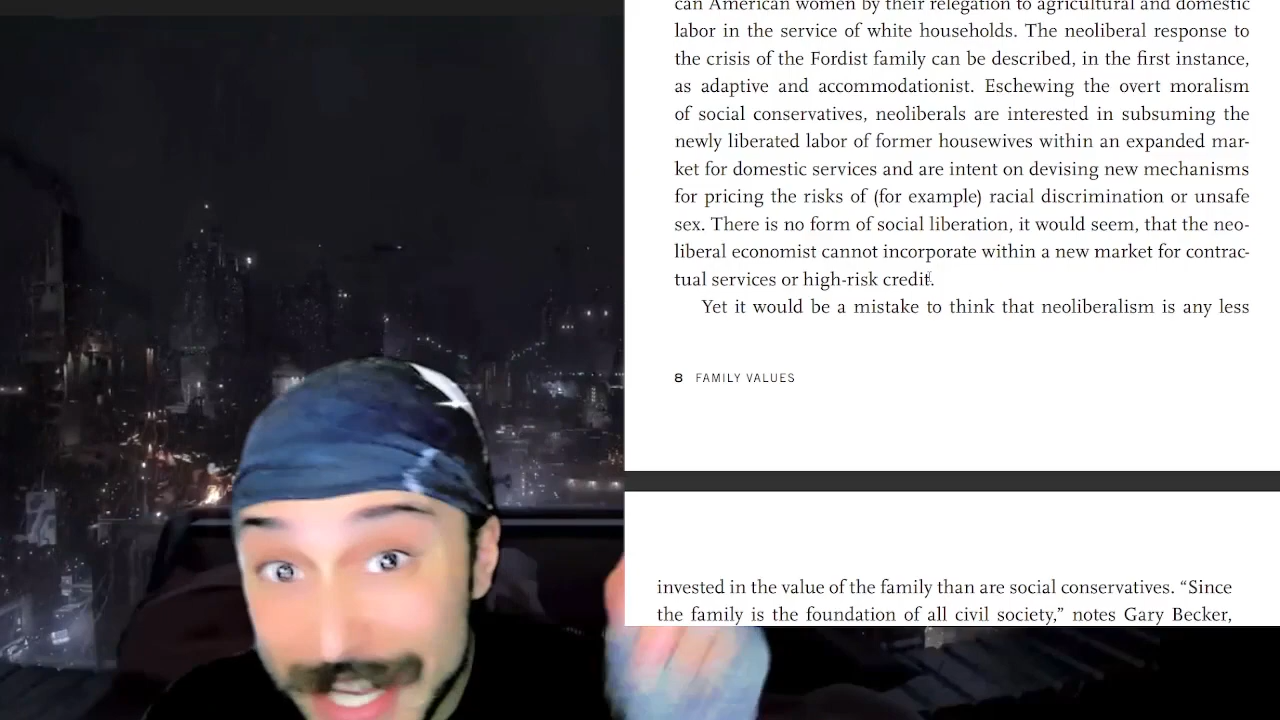 can American women by their relegation to agricultural and domestic
labor in the service of white households. The neoliberal response to
the crisis of the Fordist family can be described, in the first instance,
as adaptive and accommodationist. Eschewing the overt moralism
of social conservatives, neoliberals are interested in subsuming the
newly liberated labor of former housewives within an expanded mar-
ket for domestic services and are intent on devising new mechanisms
for pricing the risks of (for example) racial discrimination or unsafe
sex. There is no form of social liberation, it would seem, that the neo-
liberal economist cannot incorporate within a new market for contrac-
tual services or high-risk credit.
Yet it would be a mistake to think that neoliberalism is any less
8 FAMILY VALUES
invested in the value of the family than are social conservatives. “Since
the family is the foundation of all civil society,” notes Gary Becker,